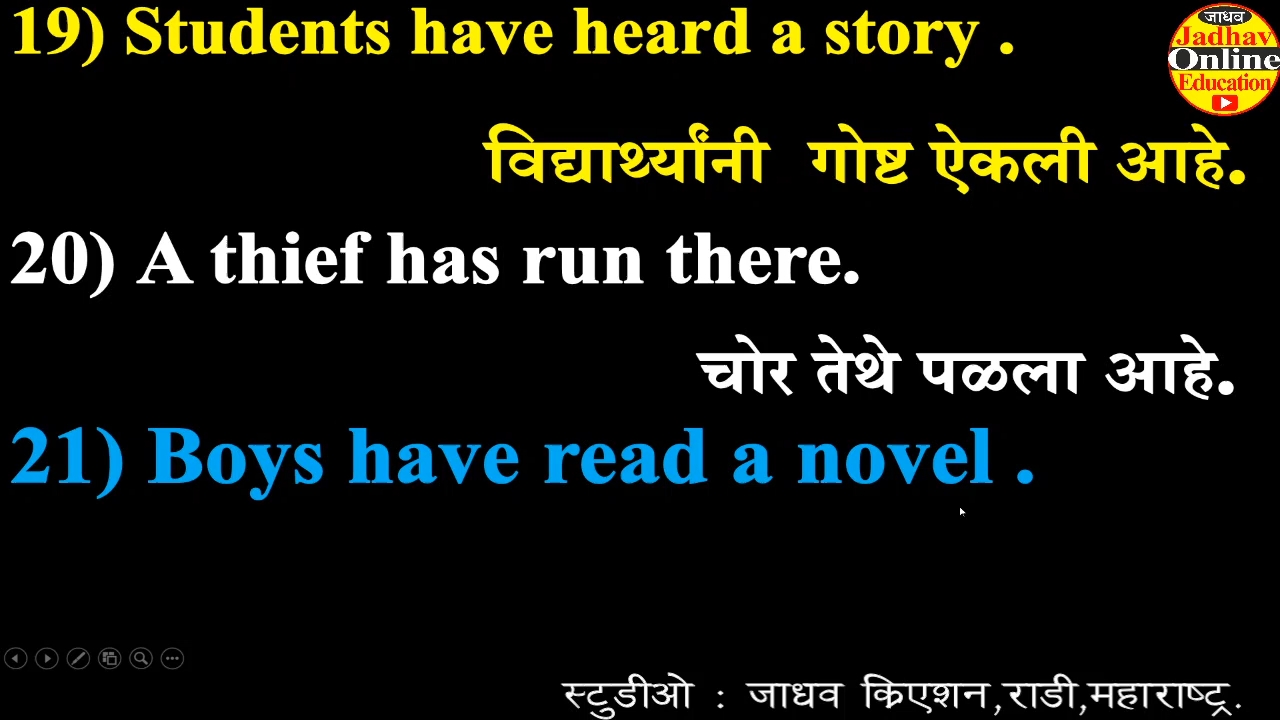 19) Students have heard a story .
जाधव
Jadhav
Online
Education
विद्यार्थ्यांनी गोष्ट ऐकली आहे.
20) A thief has run there.
चोर तेथे पळला आहे.
21) Boys have read a novel .
स्टुडीओ : जाधव क्रिएशन,राडी,महाराष्ट्र.